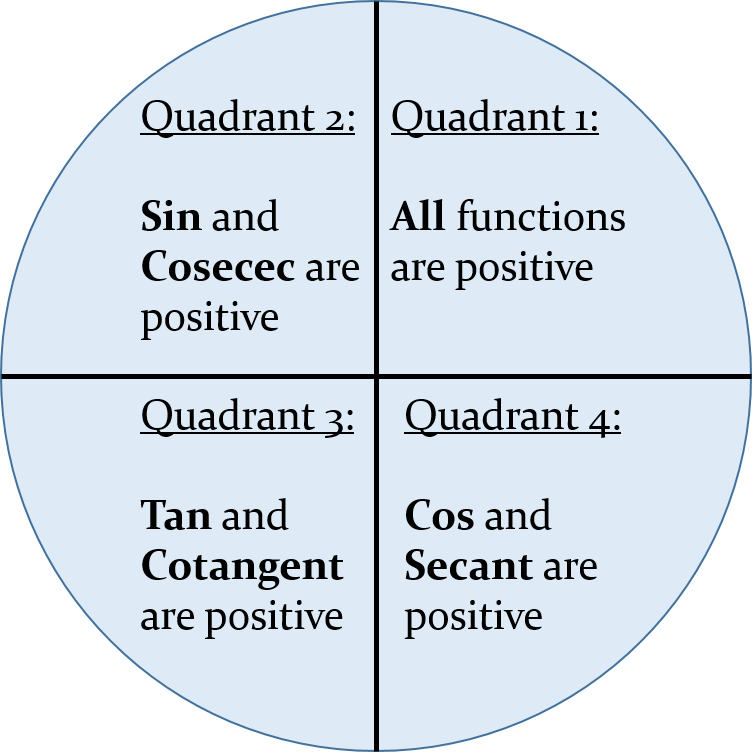 Quadrant 2:
Sin and
Cosecec are
positive
Quadrant 1:
All functions
are positive
Quadrant 3:
Tan and
Cotangent
are positive
Quadrant 4:
Cos and
Secant are
positive